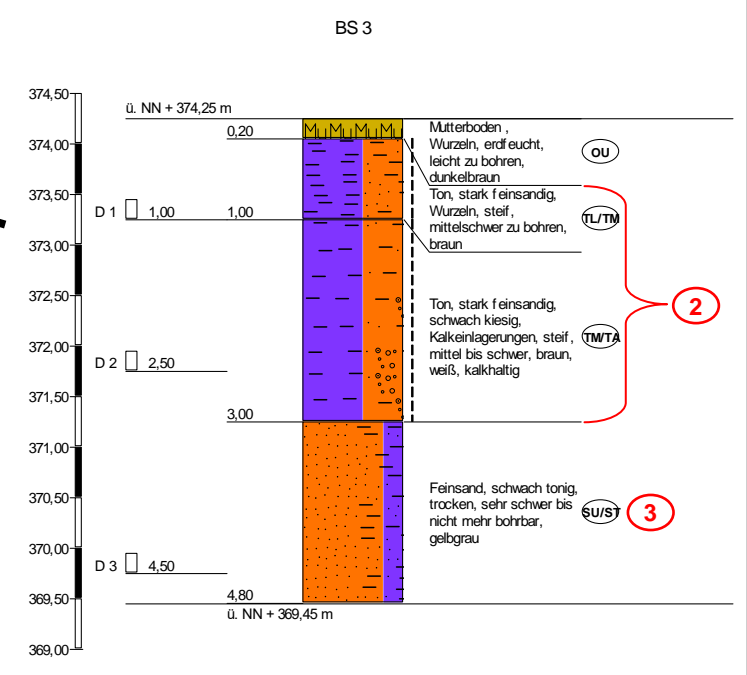 BS 3
374,50
ü. NN + 374,25 m
374,00
373,50
373,00
372,50
372,00
371,50
371,00
370,50
370,00
369,50
369,00
0,20
D 1 1,00 1,00
D 2 2,50
3,00
D 3 4,50
4,80
ü. NN + 369,45 m
M M M M
Mutterboden ,
Wurzeln, erdfeucht,
leicht zu bohren,
dunkelbraun
OU
Ton, stark feinsandig,
Wurzeln, steif,
mittelschwer zu bohren,
braun
TL/TM
Ton, stark feinsandig,
schwach kiesig,
Kalkeinlagerungen, steif,
mittel bis schwer, braun,
weiß, kalkhaltig
TM/TA
2
Feinsand, schwach tonig,
trocken, sehr schwer bis
nicht mehr bohrbar,
gelbgrau
SU/ST
3